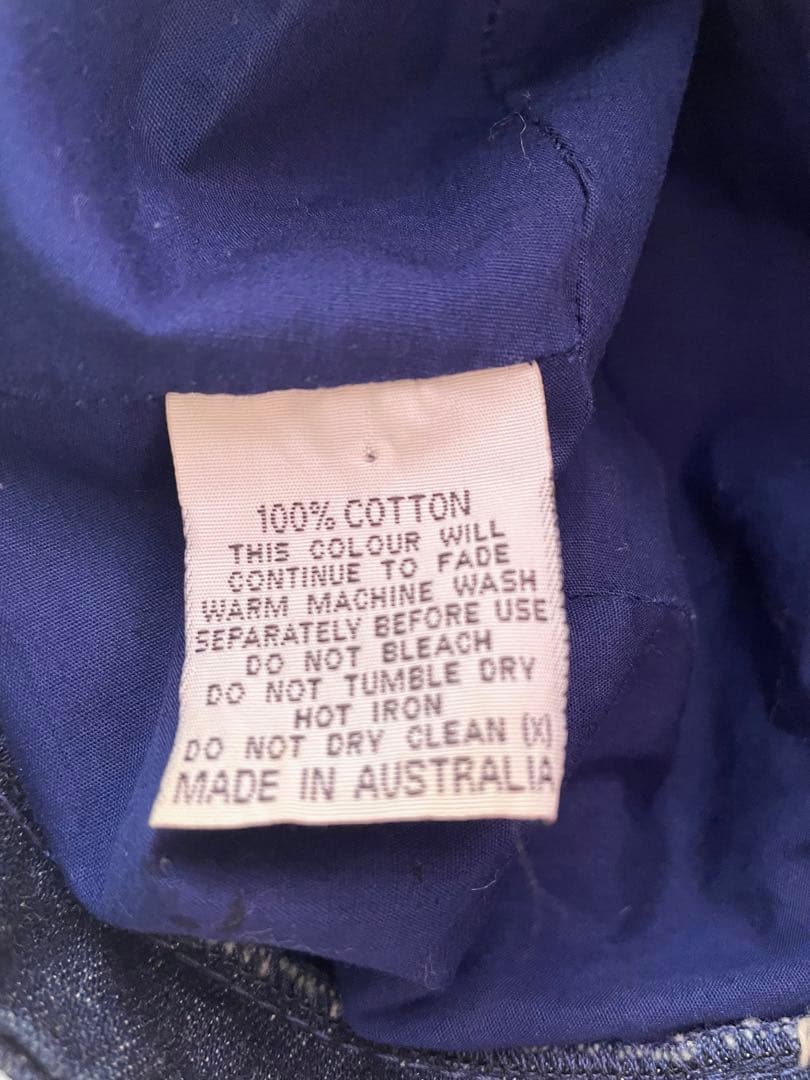 100% COTTON
THIS COLOUR WILL
CONTINUE TO FADE
WARM MACHINE WASH
SEPARATELY BEFORE USE
DO NOT BLEACH
DO NOT TUMBLE DRY
HOT IRON
DO NOT DRY CLEAN (X)
MADE IN AUSTRALIA